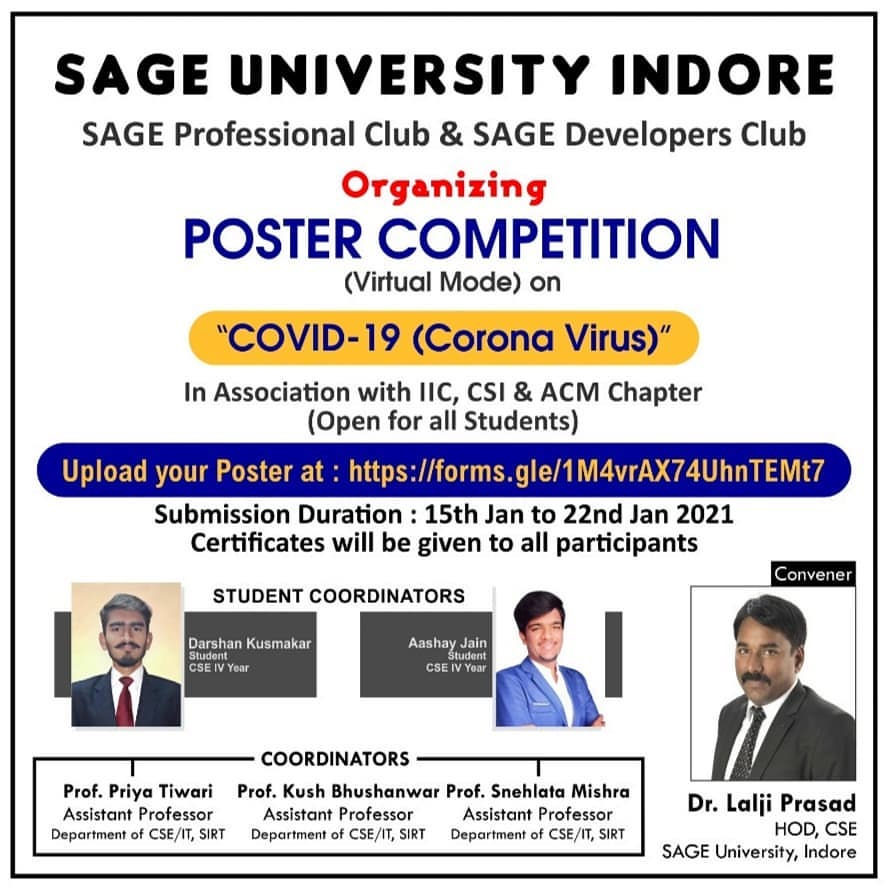 SAGE UNIVERSITY INDORE
SAGE Professional Club & SAGE Developers Club
Organizing
POSTER COMPETITION
(Virtual Mode) on
"COVID-19 (Corona Virus)"
In Association with IIC, CSI & ACM Chapter
(Open for all Students)
Upload your Poster at : https://forms.gle/1M4vrAX74UhnTEMt7
Submission Duration : 15th Jan to 22nd Jan 2021
Certificates will be given to all participants
STUDENT COORDINATORS
Darshan Kusmakar
Student
CSE IV Year
Aashay Jain
Student
CSE IV Year
Convener
Dr. Lalji Prasad
HOD, CSE
SAGE University, Indore
COORDINATORS
Prof. Priya Tiwari
Assistant Professor
Department of CSE/IT, SIRT
Prof. Kush Bhushanwar
Assistant Professor
Department of CSE/IT, SIRT
Prof. Snehlata Mishra
Assistant Professor
Department of CSE/IT, SIRT